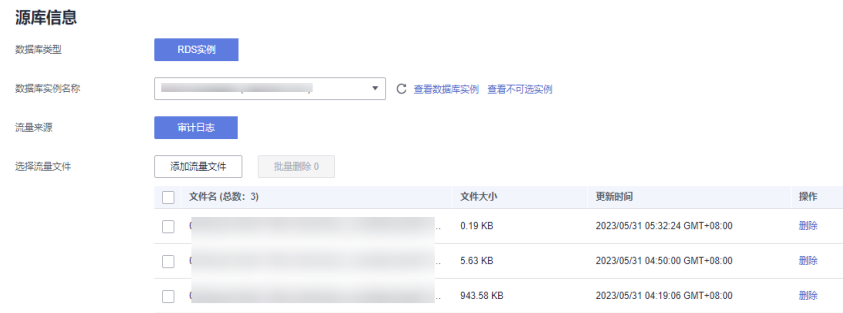 源库信息
数据库类型 RDS实例
数据库实例名称 查看数据库实例 查看不可选实例
流量来源 审计日志
选择流量文件 添加流量文件 批量删除 0
文件名 (总数：3) 文件大小 更新时间 操作
.. 0.19 KB 2023/05/31 05:32:24 GMT+08:00 删除
.. 5.63 KB 2023/05/31 04:50:00 GMT+08:00 删除
.. 943.58 KB 2023/05/31 04:19:06 GMT+08:00 删除